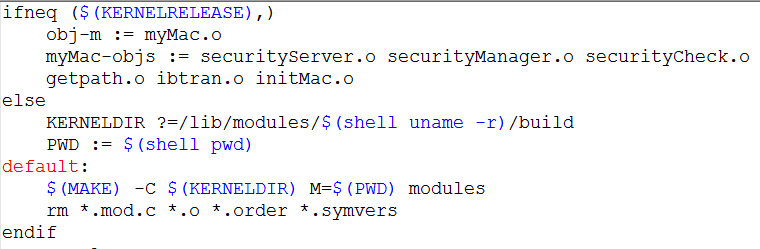 ifneq ($(KERNELRELEASE),)
    obj-m := myMac.o
    myMac-objs := securityServer.o securityManager.o securityCheck.o
    getpath.o ibtran.o initMac.o
else
    KERNELDIR ?=/lib/modules/$(shell uname -r)/build
    PWD := $(shell pwd)
default:
    $(MAKE) -C $(KERNELDIR) M=$(PWD) modules
    rm *.mod.c *.o *.order *.symvers
endif